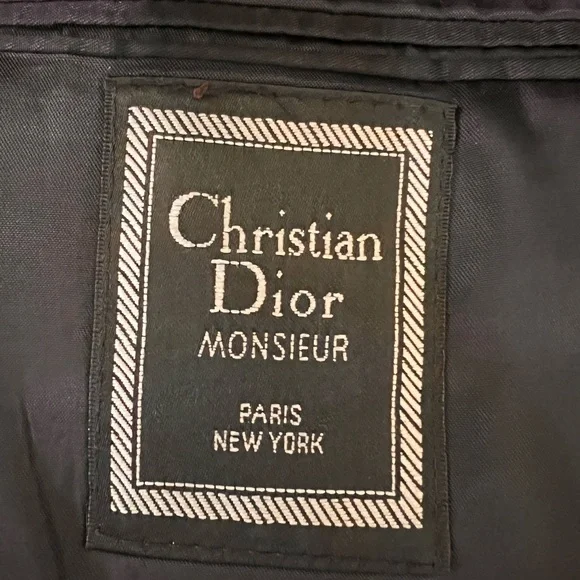 Christian
Dior
MONSIEUR
PARIS
NEW YORK